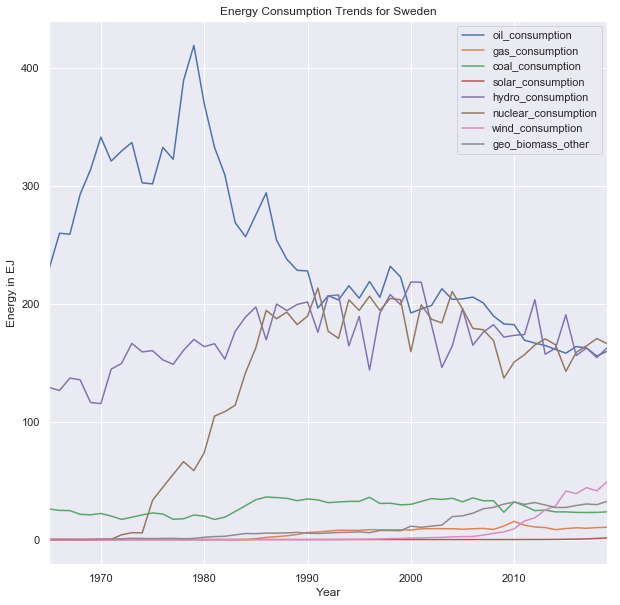 Energy Consumption Trends for Sweden
oil_consumption
gas_consumption
coal_consumption
solar_consumption
hydro_consumption
nuclear_consumption
wind_consumption
geo_biomass_other
400
300
200
100
0
Energy in EJ
1970 1980 1990 2000 2010
Year